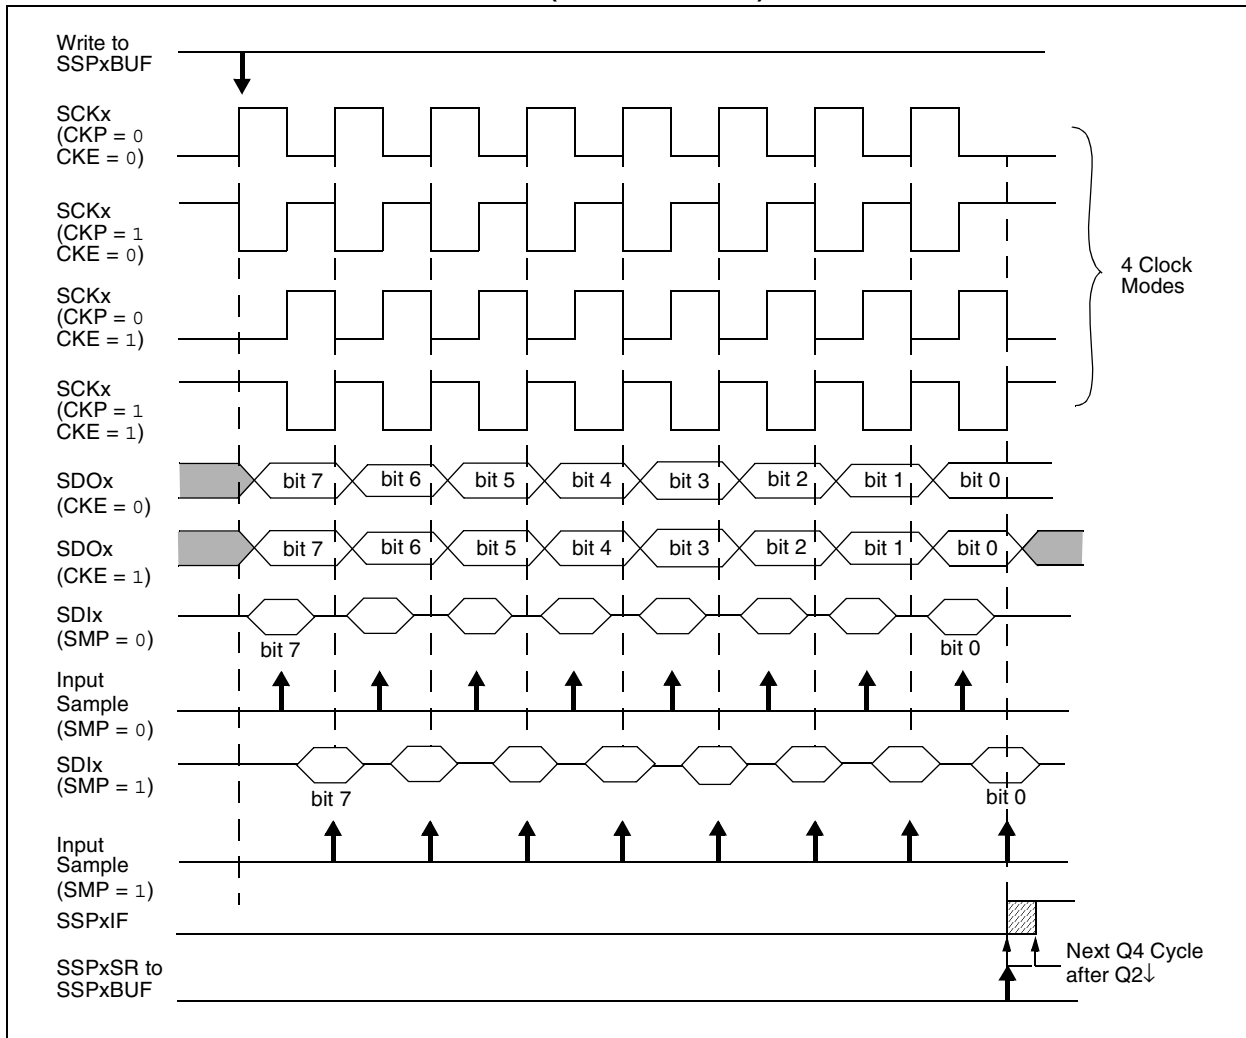 Write to
SSPxBUF
SCKx
(CKP = 0
CKE = 0)
SCKx
(CKP = 1
CKE = 0)
SCKx
(CKP = 0
CKE = 1)
SCKx
(CKP = 1
CKE = 1)
4 Clock
Modes
SDOx
(CKE = 0)
bit 7 bit 6 bit 5 bit 4 bit 3 bit 2 bit 1 bit 0
SDOx
(CKE = 1)
bit 7 bit 6 bit 5 bit 4 bit 3 bit 2 bit 1 bit 0
SDIx
(SMP = 0)
bit 7 bit 0
Input
Sample
(SMP = 0)
SDIx
(SMP = 1)
bit 7 bit 0
Input
Sample
(SMP = 1)
SSPxIF
SSPxSR to
SSPxBUF
Next Q4 Cycle
after Q2↓